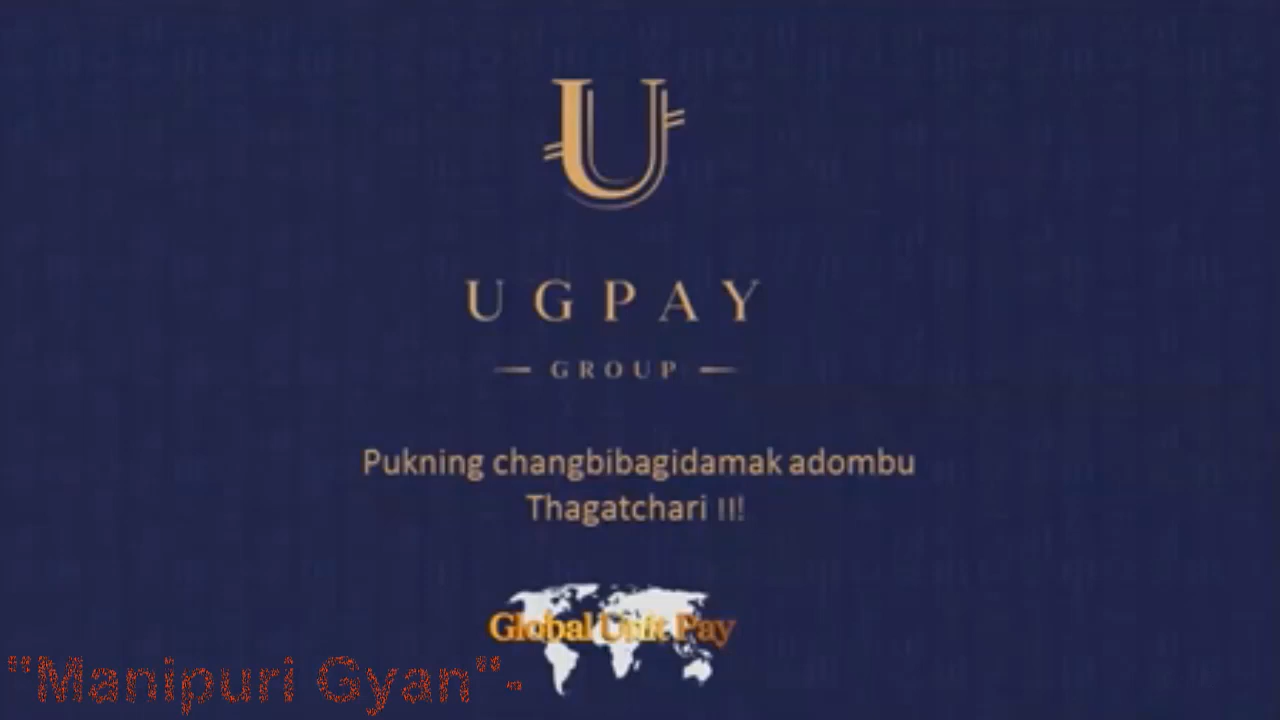 U
UGPAY
GROUP
Pukning changbibagidamak adombu
Thagatchari !!!
Global Unit Pay
"Manipuri Gyan"-